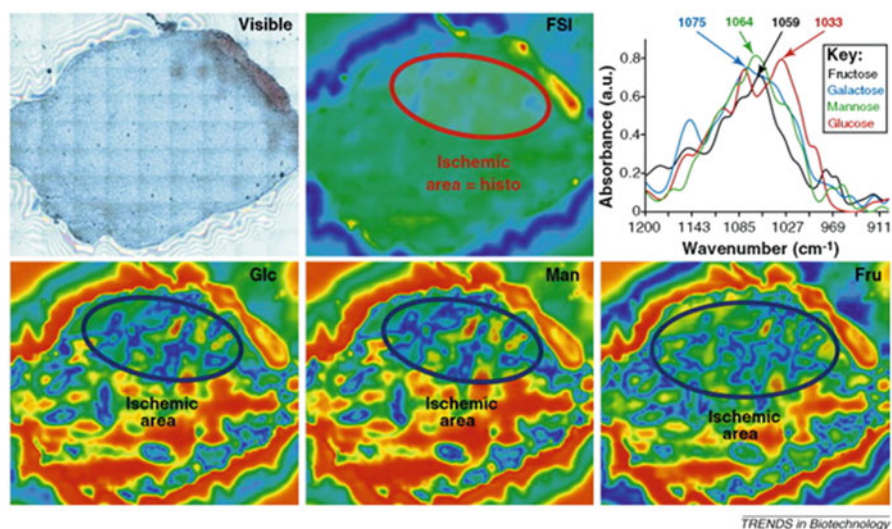 Visible
FSI
Ischemic
area = histo
1075 1064 1059 1033
Key:
Fructose
Galactose
Mannose
Glucose
Absorbance (a.u.)
0.8
0.6
0.4
0.2
0
1200 1143 1085 1027 969 911
Wavenumber (cm-1)
Glc
Ischemic
area
Man
Ischemic
area
Fru
Ischemic
area
TRENDS in Biotechnology